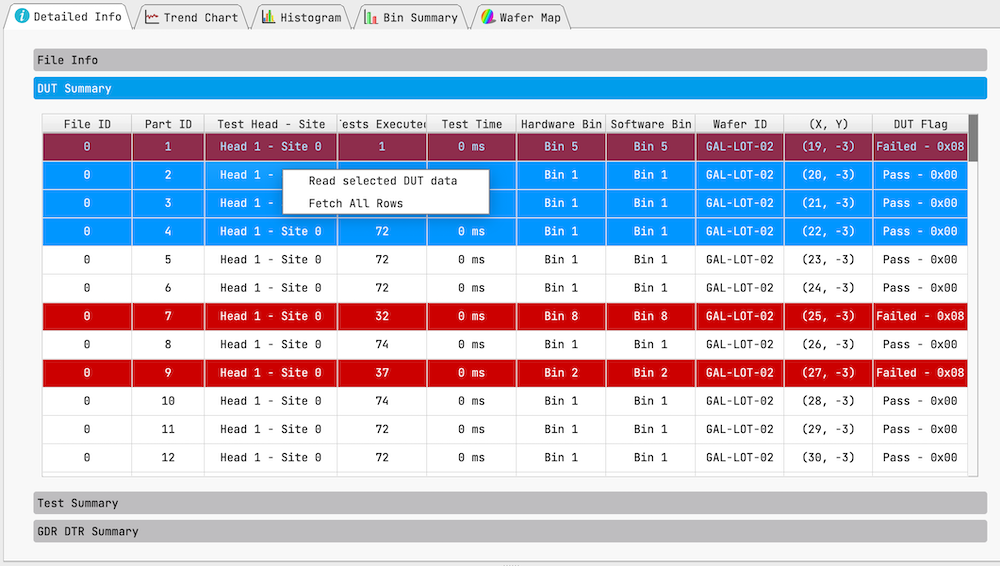 Detailed Info Trend Chart Histogram Bin Summary Wafer Map
File Info
DUT Summary
File ID Part ID Test Head - Site Tests Executed Test Time Hardware Bin Software Bin Wafer ID (X, Y) DUT Flag
0 1 Head 1 - Site 0 1 0 ms Bin 5 Bin 5 GAL-LOT-02 (19, -3) Failed - 0x08
0 2 Head 1 - Bin 1 Bin 1 GAL-LOT-02 (20, -3) Pass - 0x00
Read selected DUT data
0 3 Head 1 - Bin 1 Bin 1 GAL-LOT-02 (21, -3) Pass - 0x00
Fetch All Rows
0 4 Head 1 - Site 0 72 0 ms Bin 1 Bin 1 GAL-LOT-02 (22, -3) Pass - 0x00
0 5 Head 1 - Site 0 72 0 ms Bin 1 Bin 1 GAL-LOT-02 (23, -3) Pass - 0x00
0 6 Head 1 - Site 0 72 0 ms Bin 1 Bin 1 GAL-LOT-02 (24, -3) Pass - 0x00
0 7 Head 1 - Site 0 32 0 ms Bin 8 Bin 8 GAL-LOT-02 (25, -3) Failed - 0x08
0 8 Head 1 - Site 0 74 0 ms Bin 1 Bin 1 GAL-LOT-02 (26, -3) Pass - 0x00
0 9 Head 1 - Site 0 37 0 ms Bin 2 Bin 2 GAL-LOT-02 (27, -3) Failed - 0x08
0 10 Head 1 - Site 0 74 0 ms Bin 1 Bin 1 GAL-LOT-02 (28, -3) Pass - 0x00
0 11 Head 1 - Site 0 72 0 ms Bin 1 Bin 1 GAL-LOT-02 (29, -3) Pass - 0x00
0 12 Head 1 - Site 0 72 0 ms Bin 1 Bin 1 GAL-LOT-02 (30, -3) Pass - 0x00
Test Summary
GDR DTR Summary